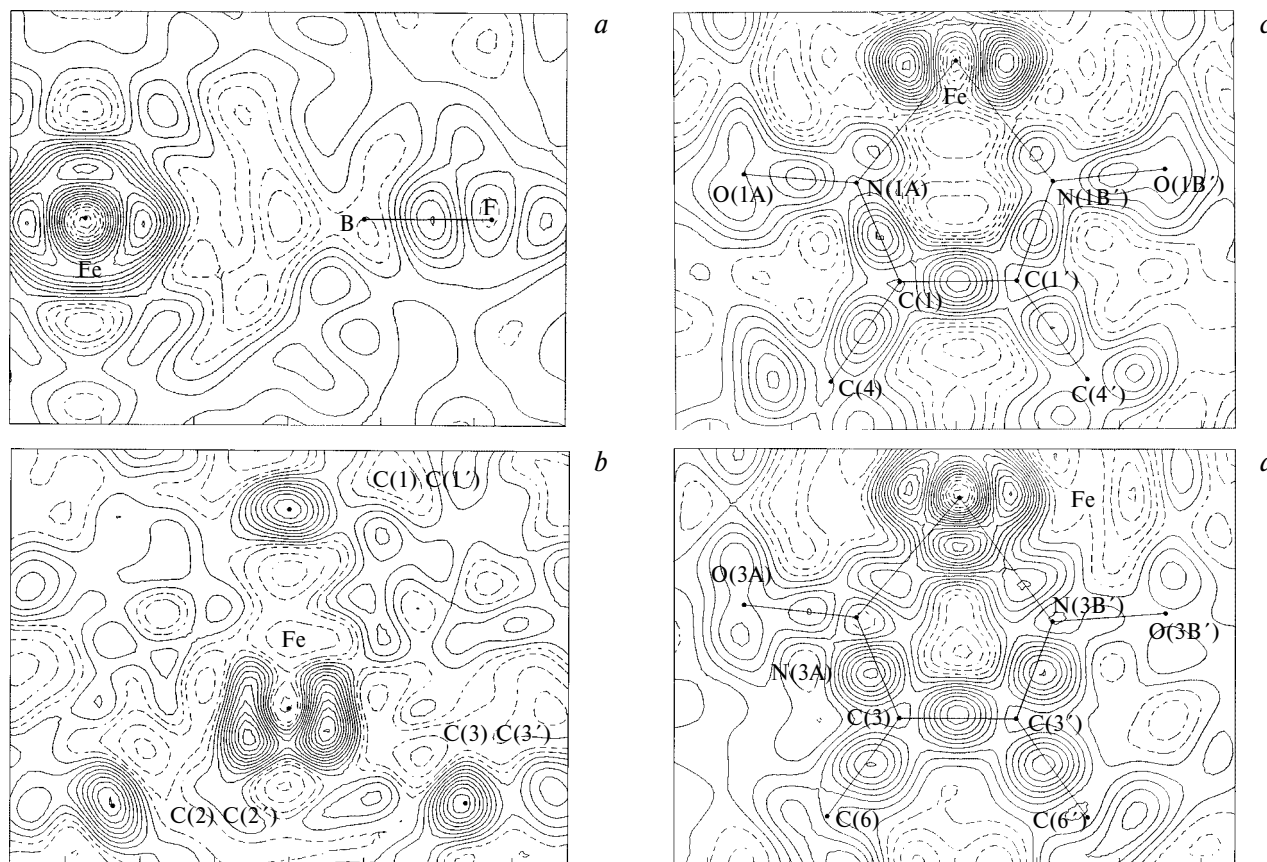 a
B
F
Fe
c
Fe
O(1A)
N(1A)
N(1B′)
O(1B′)
C(1)
C(1′)
C(4)
C(4′)
b
C(1) C(1′)
Fe
C(3) C(3′)
C(2) C(2′)
Fe
O(3A)
N(3B′)
O(3B′)
N(3A)
C(3)
C(3′)
C(6)
C(6′)